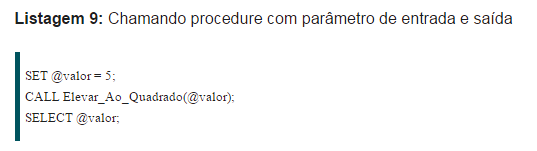 Listagem 9: Chamando procedure com parâmetro de entrada e saída
SET @valor = 5;
CALL Elevar_Ao_Quadrado(@valor);
SELECT @valor;